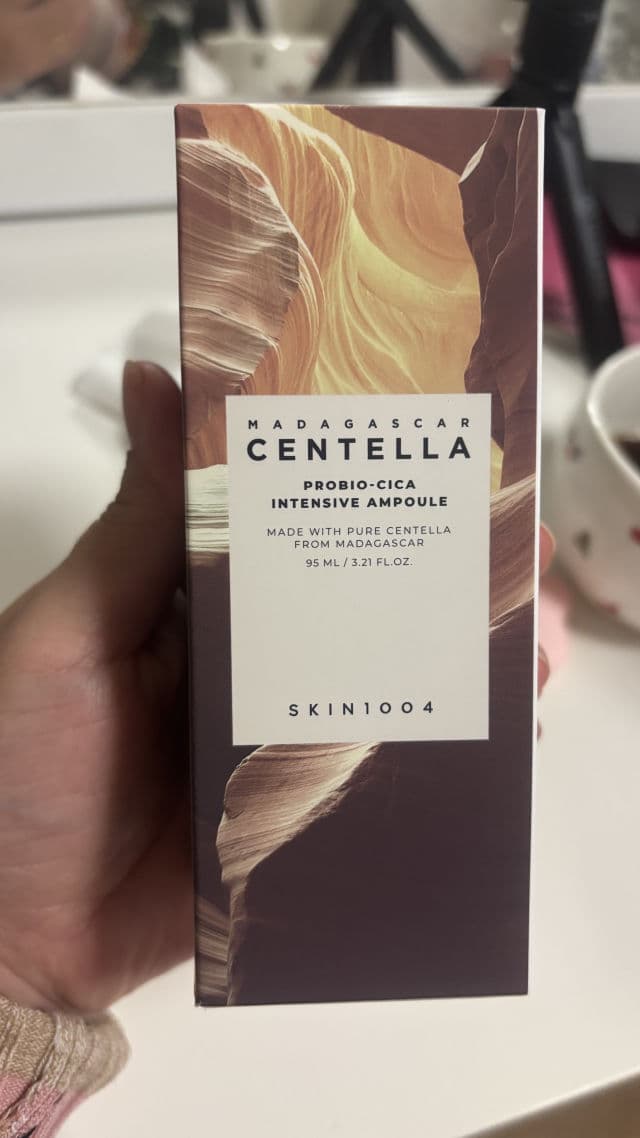 MADAGASCAR
CENTELLA
PROBIO-CICA
INTENSIVE AMPOULE
MADE WITH PURE CENTELLA
FROM MADAGASCAR
95 ML / 3.21 FL.OZ.
SKIN1004